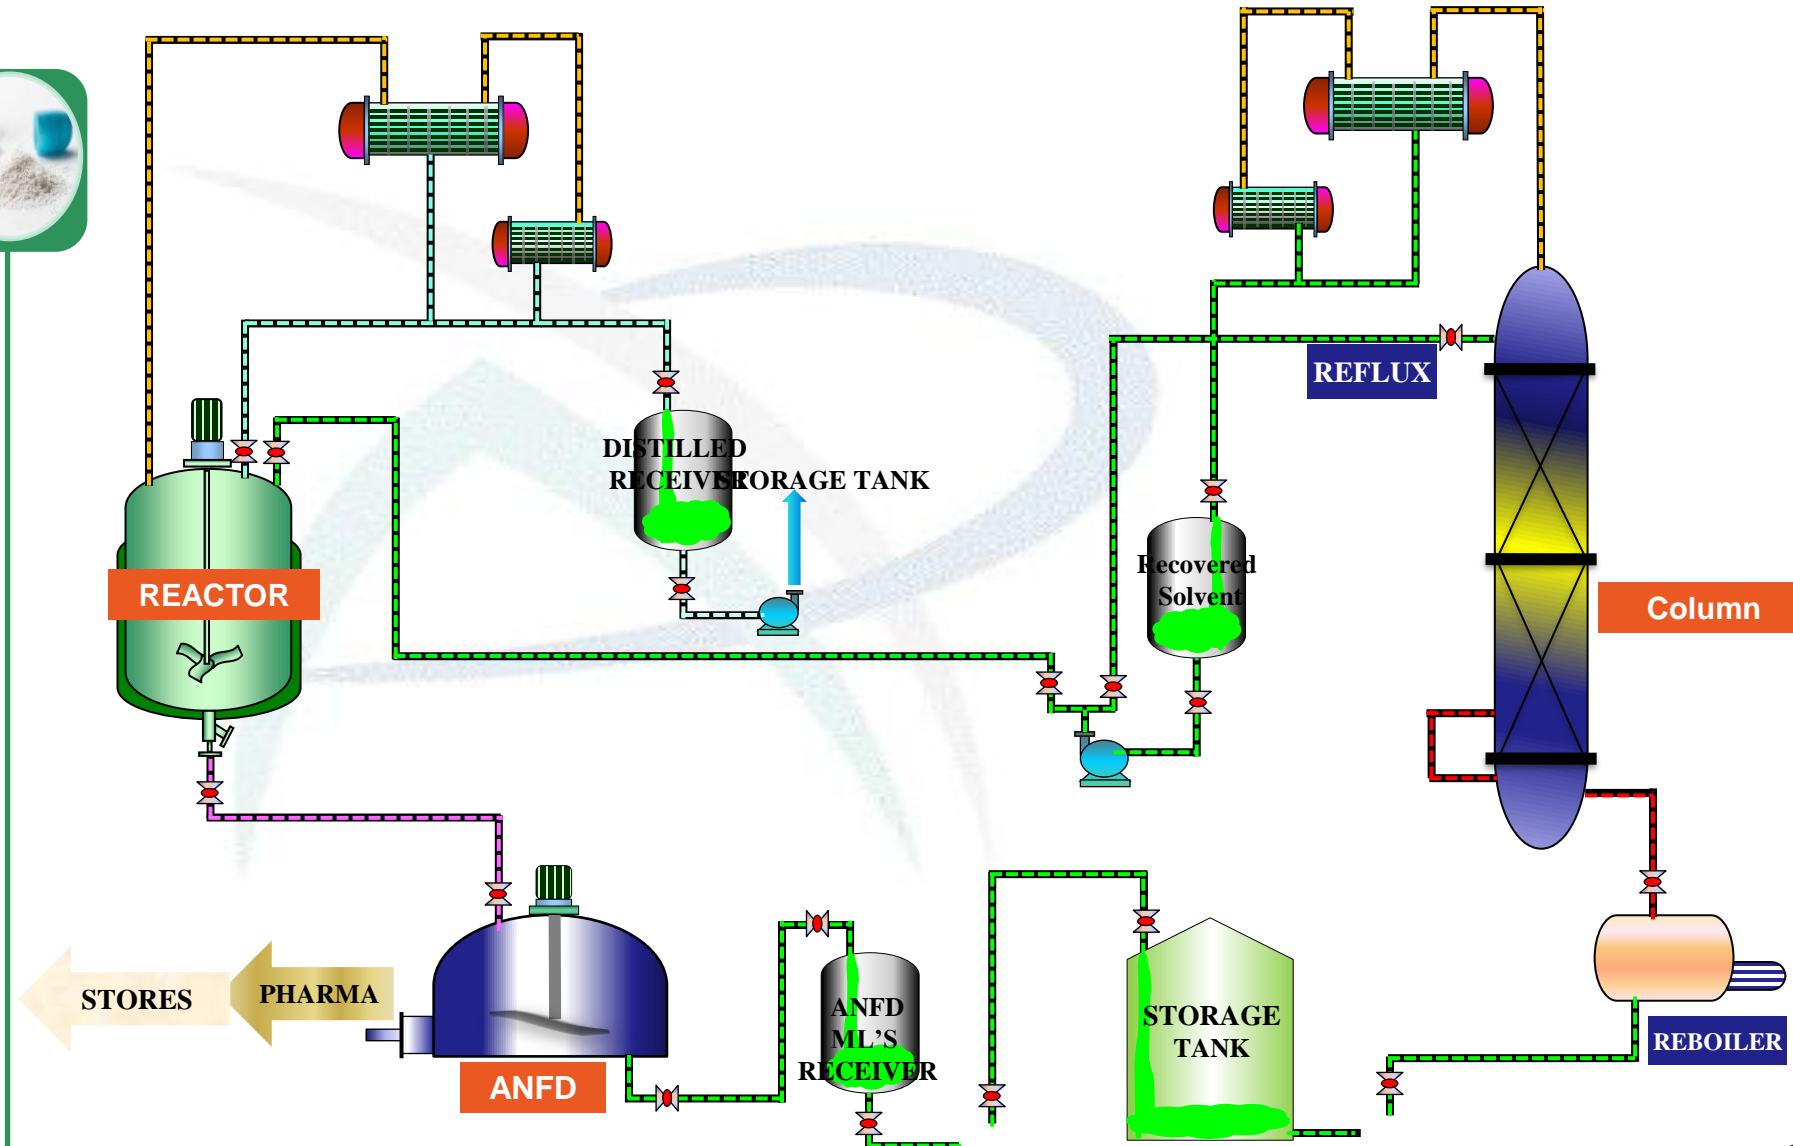 REFLUX
DISTILLED
RECEIVER
STORAGE TANK
Recovered
Solvent
REACTOR
Column
STORES
PHARMA
ANFD
ML'S
RECEIVER
STORAGE
TANK
REBOILER
ANFD